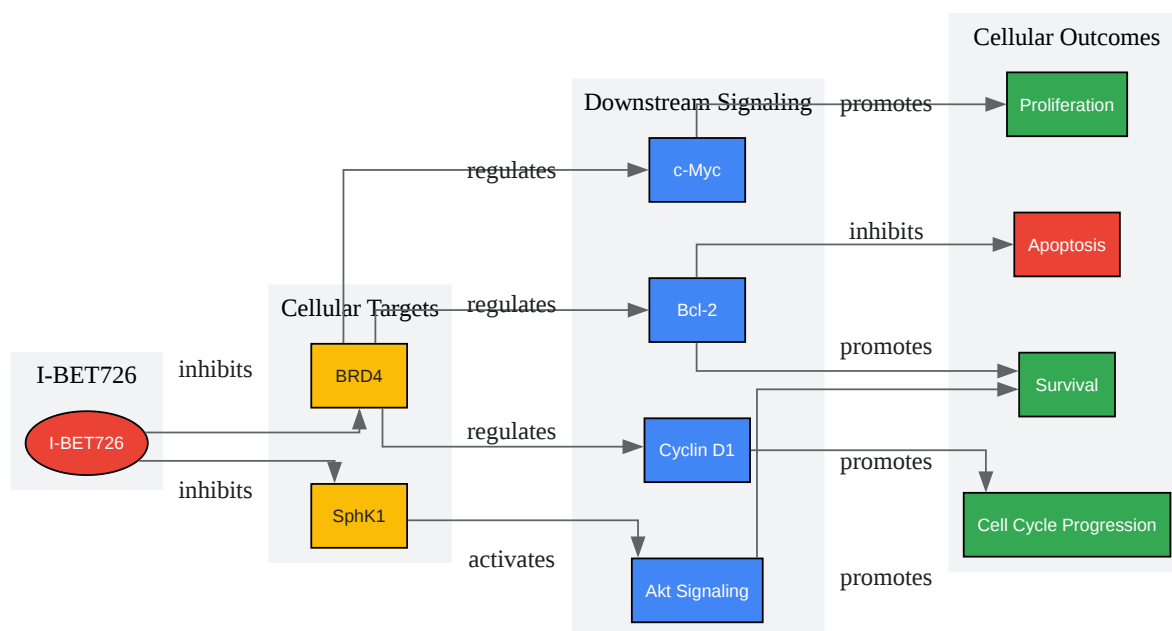 Cellular Outcomes
Proliferation
Downstream Signaling
promotes
regulates
c-Myc
inhibits
Apoptosis
Cellular Targets
regulates
Bcl-2
promotes
I-BET726
inhibits
BRD4
Survival
I-BET726
regulates
Cyclin D1
promotes
inhibits
SphK1
Cell Cycle Progression
activates
Akt Signaling
promotes